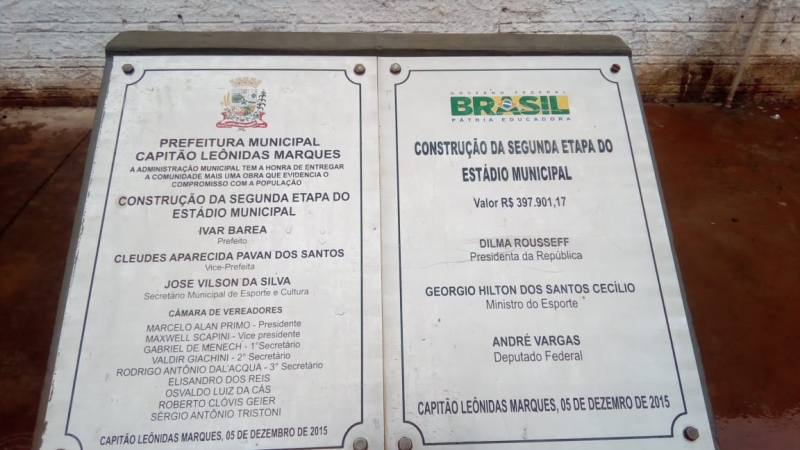 PREFEITURA MUNICIPAL
CAPITÃO LEÔNIDAS MARQUES
A ADMINISTRAÇÃO MUNICIPAL TEM A HONRA DE ENTREGAR
A COMUNIDADE MAIS UMA OBRA QUE EVIDENCIA O
COMPROMISSO COM A POPULAÇÃO
CONSTRUÇÃO DA SEGUNDA ETAPA DO
ESTÁDIO MUNICIPAL
IVAR BAREA
Prefeito
CLEUDES APARECIDA PAVAN DOS SANTOS
Vice-Prefeita
JOSE VILSON DA SILVA
Secretário Municipal de Esporte e Cultura
CÂMARA DE VEREADORES
MARCELO ALAN PRIMO - Presidente
MAXWELL SCAPINI - Vice presidente
GABRIEL DE MENECH - 1°Secretário
VALDIR GIACHINI - 2° Secretário
RODRIGO ANTÔNIO DAL'ACQUA - 3° Secretário
ELISANDRO DOS REIS
OSVALDO LUIZ DA CÁS
ROBERTO CLÓVIS GEIER
SÉRGIO ANTÔNIO TRISTONI
CAPITÃO LEÔNIDAS MARQUES, 05 DE DEZEMBRO DE 2015
GOVERNO FEDERAL
BRASIL
PÁTRIA EDUCADORA
CONSTRUÇÃO DA SEGUNDA ETAPA DO
ESTÁDIO MUNICIPAL
Valor R$ 397.901,17
DILMA ROUSSEFF
Presidenta da República
GEORGIO HILTON DOS SANTOS CECÍLIO
Ministro do Esporte
ANDRÉ VARGAS
Deputado Federal
CAPITÃO LEÔNIDAS MARQUES, 05 DE DEZEMBRO DE 2015